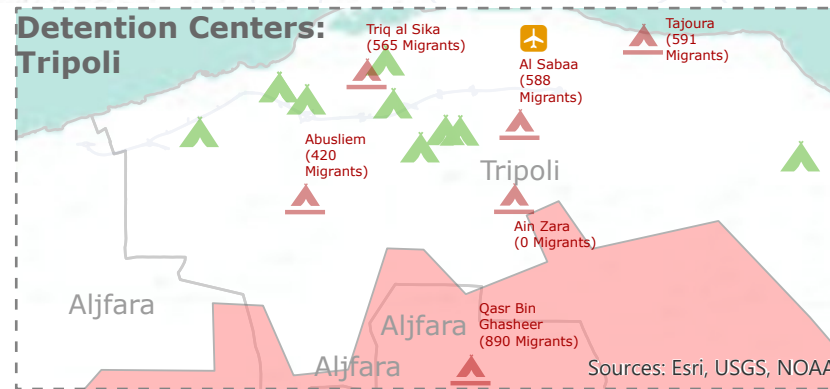 Detention Centers:
Tripoli
Triq al Sika
(565 Migrants)
Tajoura
(591
Migrants)
Al Sabaa
(588
Migrants)
Abusliem
(420
Migrants)
Tripoli
Ain Zara
(0 Migrants)
Aljfara
Qasr Bin
Ghasheer
(890 Migrants)
Aljfara
Aljfara
Sources: Esri, USGS, NOAA